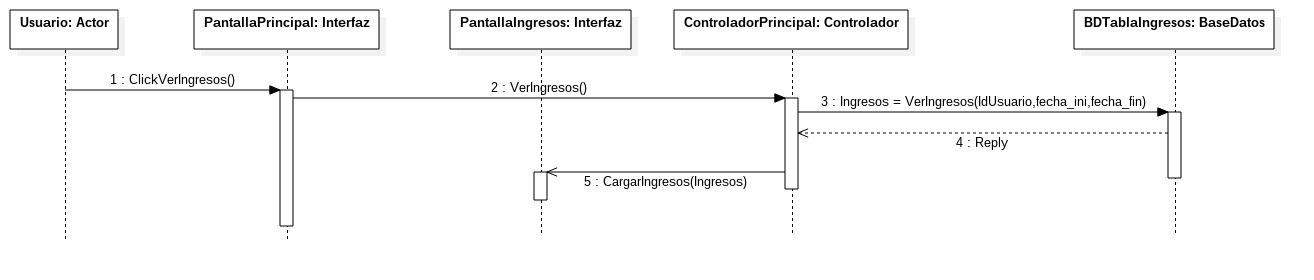 Usuario: Actor
PantallaPrincipal: Interfaz
PantallaIngresos: Interfaz
ControladorPrincipal: Controlador
BDTablaIngresos: BaseDatos
1 : ClickVerIngresos()
2 : VerIngresos()
3 : Ingresos = VerIngresos(IdUsuario,fecha_ini,fecha_fin)
4 : Reply
5 : CargarIngresos(Ingresos)